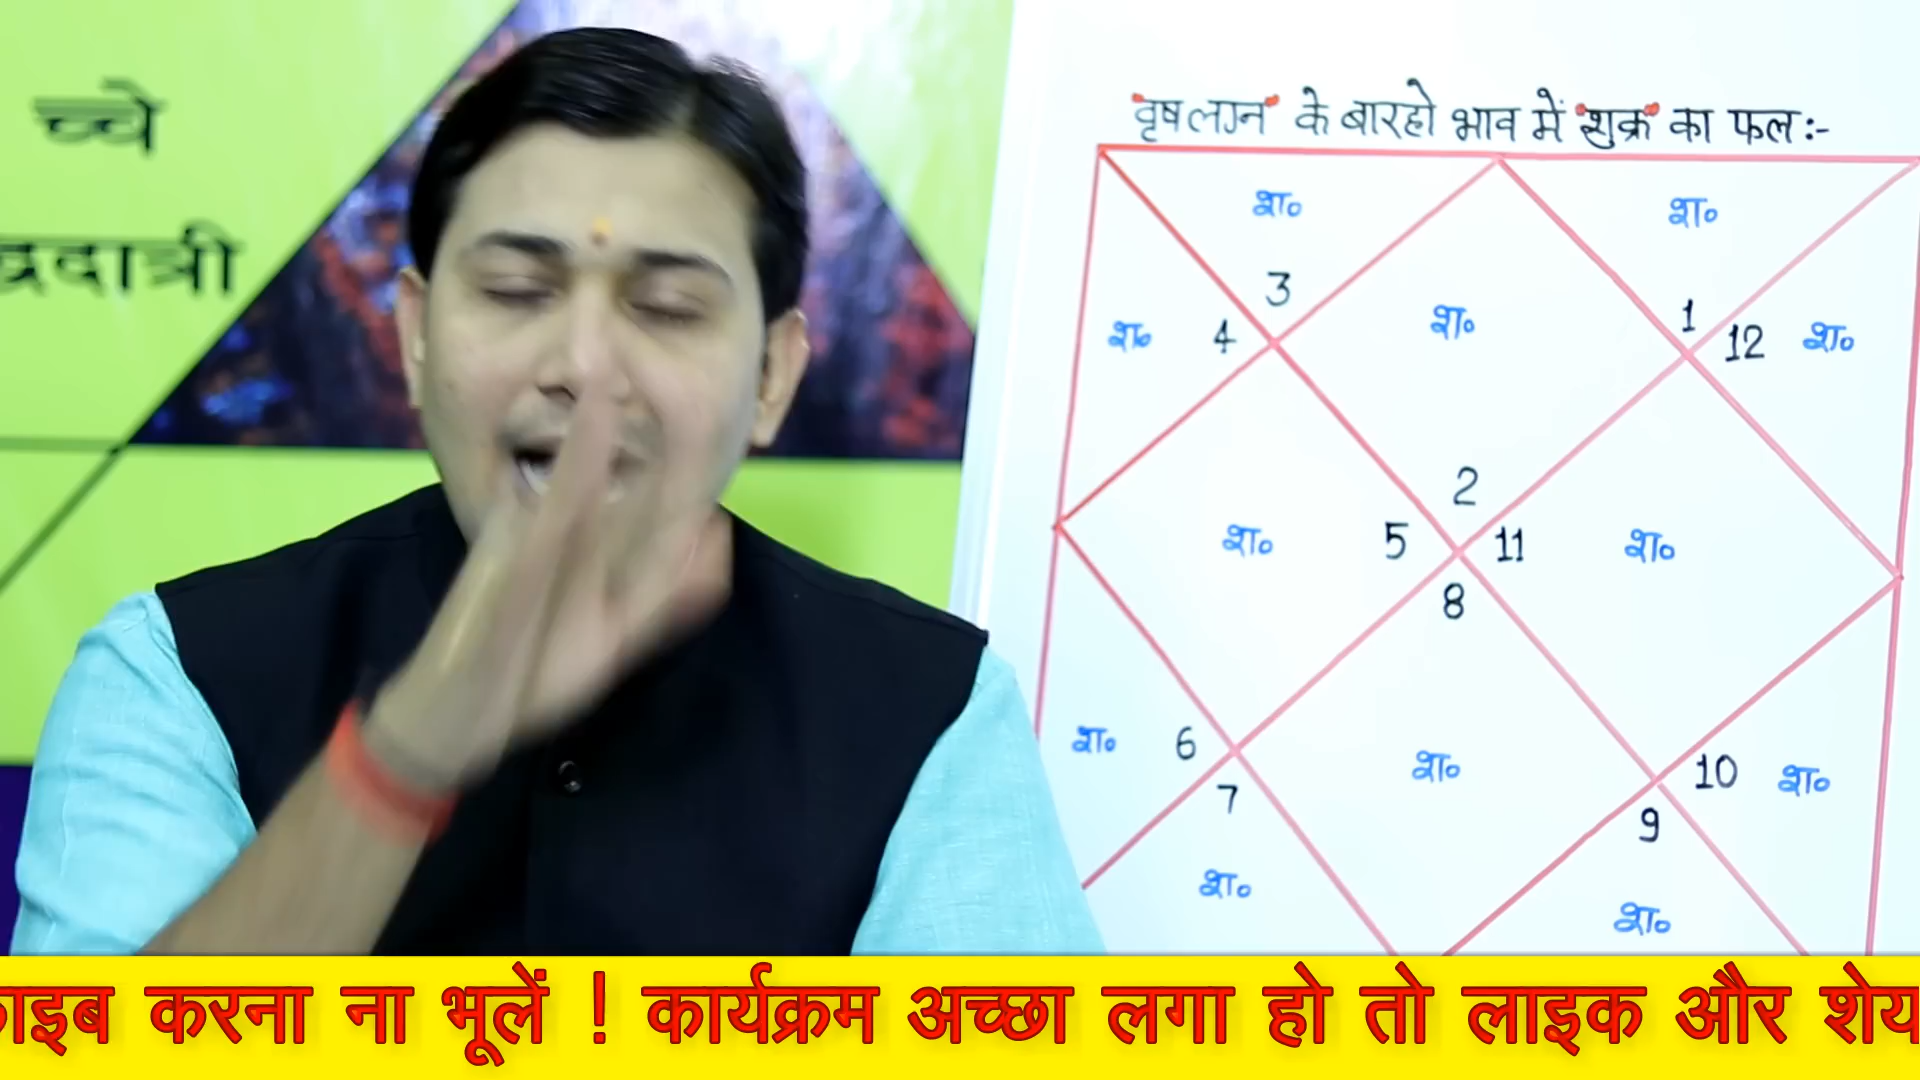 च्चे
द्रदात्री
वृषलग्न के बारहो भाव में शुक्र का फल:-
शु० शु०
3
शु० 4 शु० 1 12 शु०
2
शु० 5 11 शु०
8
शु० 6 शु० 10 शु०
7 9
शु० शु०
करना ना भूलें ! कार्यक्रम अच्छा लगा हो तो लाइक और शेय